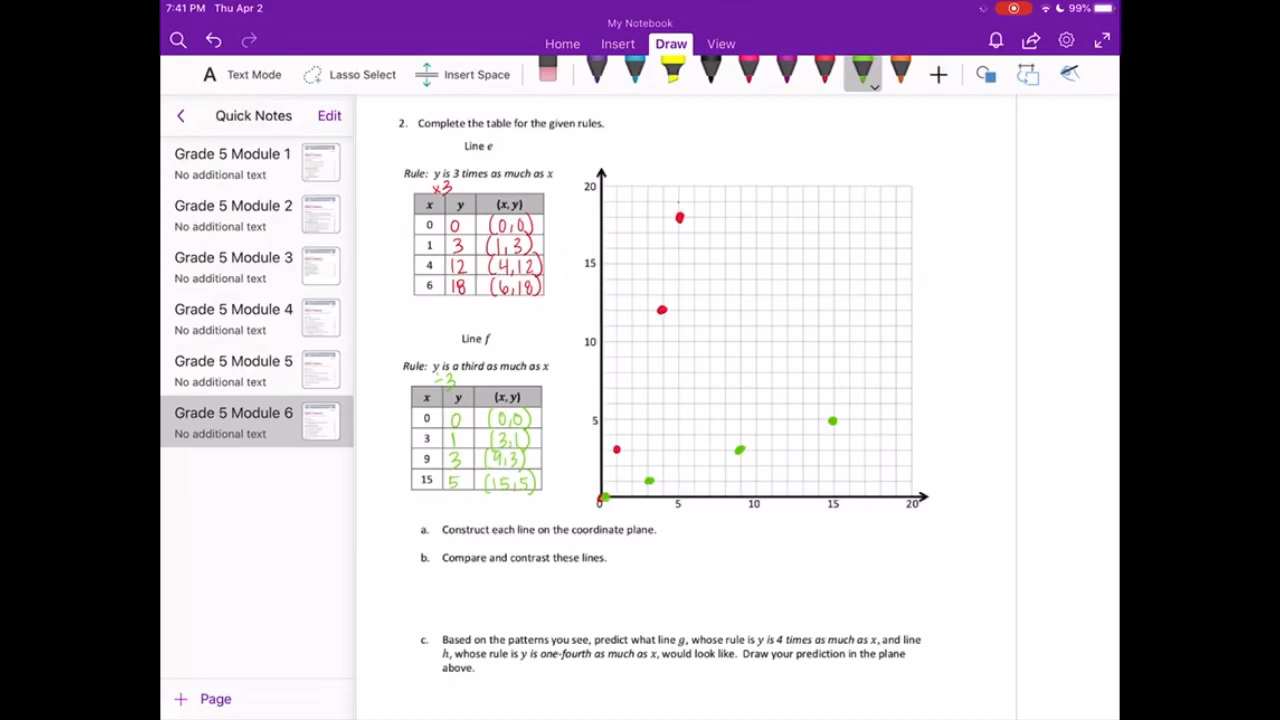 7:41 PM Thu Apr 2
99%
My Notebook
Home Insert Draw View
A Text Mode Lasso Select Insert Space
Quick Notes Edit
Grade 5 Module 1
No additional text
Grade 5 Module 2
No additional text
Grade 5 Module 3
No additional text
Grade 5 Module 4
No additional text
Grade 5 Module 5
No additional text
Grade 5 Module 6
No additional text
+ Page
2. Complete the table for the given rules.
Line e
Rule: y is 3 times as much as x
×3
x y (x, y)
0 0 (0,0)
1 3 (1,3)
4 12 (4,12)
6 18 (6,18)
Line f
Rule: y is a third as much as x
÷3
x y (x, y)
0 0 (0,0)
3 1 (3,1)
9 3 (9,3)
15 5 (15,5)
20
15
10
5
0 5 10 15 20
a. Construct each line on the coordinate plane.
b. Compare and contrast these lines.
c. Based on the patterns you see, predict what line g, whose rule is y is 4 times as much as x, and line
h, whose rule is y is one-fourth as much as x, would look like. Draw your prediction in the plane
above.